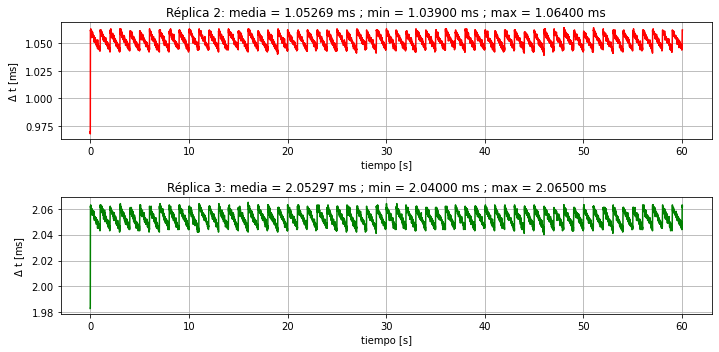 Réplica 2: media = 1.05269 ms ; min = 1.03900 ms ; max = 1.06400 ms
Δ t [ms]
1.050
1.025
1.000
0.975
0 10 20 30 40 50 60
tiempo [s]
Réplica 3: media = 2.05297 ms ; min = 2.04000 ms ; max = 2.06500 ms
Δ t [ms]
2.06
2.04
2.02
2.00
1.98
0 10 20 30 40 50 60
tiempo [s]